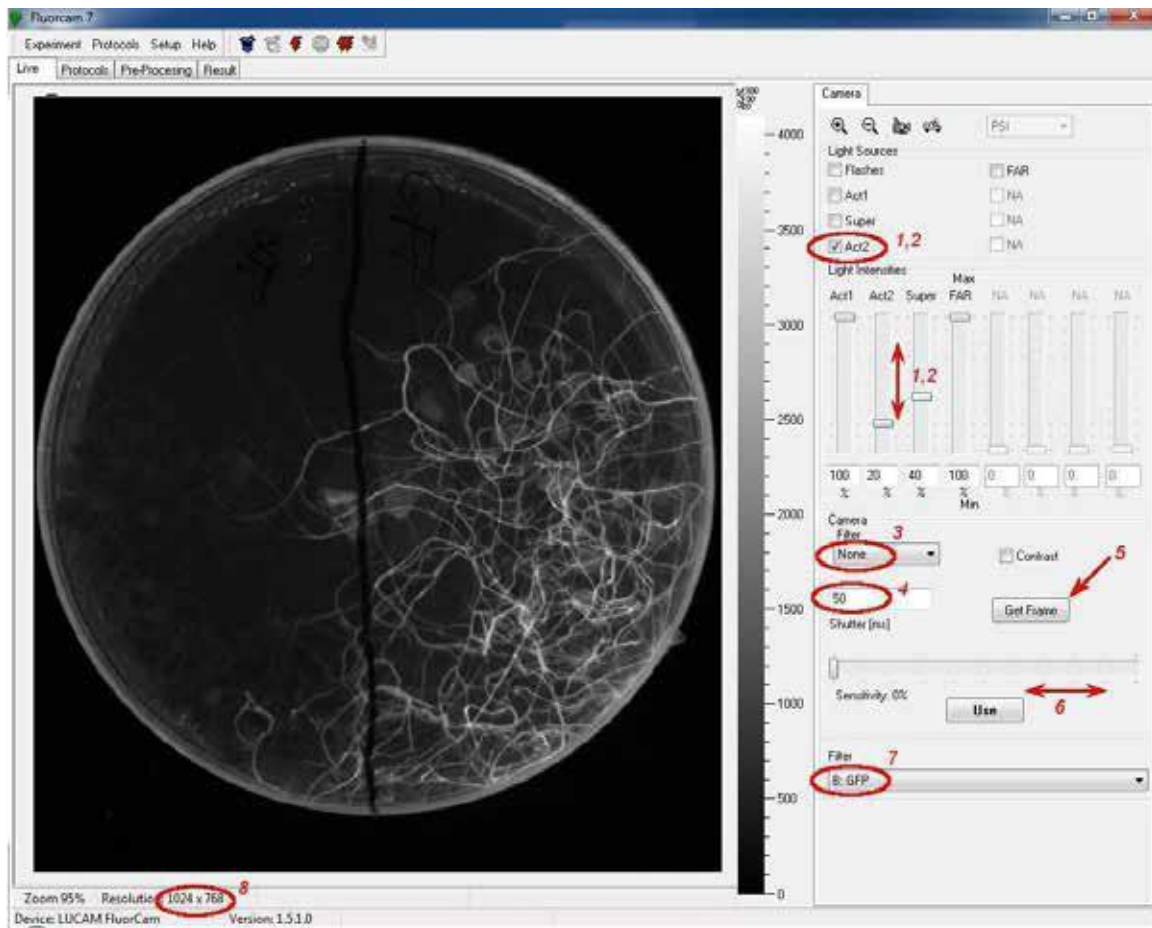 Fluorcam 7
Experiment Protocols Setup Help
Live Protocols Pre-Procesing Result
Camera
PSI
Light Sources
Flashes FAR
Act1 NA
Super NA
Act2 1,2 NA
Light Intensities
Max
Act1 Act2 Super FAR NA NA NA NA
1,2
100 20 40 100 0 0 0 0
% % % % % % % %
Min
Camera
Filter 3
None Contrast 5
50 4
Get Frame
Shutter [ms]
Sensitivity: 0% 6
Use
Filter 7
8: GFP
4000
3500
3000
2500
2000
1500
1000
500
0
Zoom 95% Resolution 1024 x 768 8
Device: LUCAM FluorCam Version: 1.5.1.0